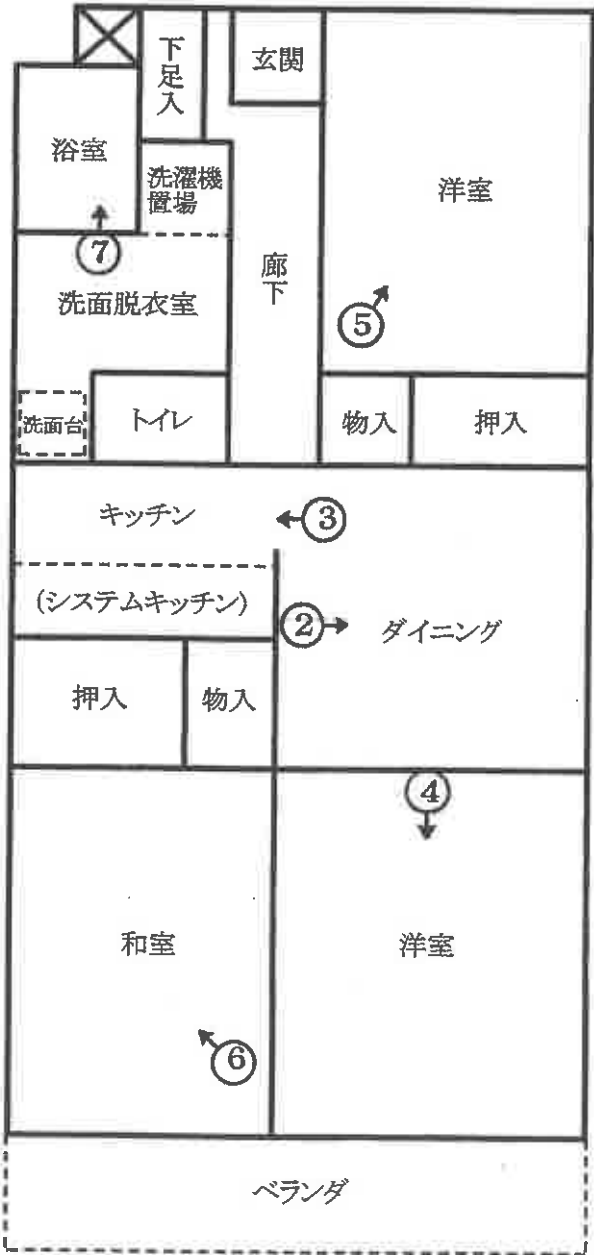 下足入
玄関
浴室
洗濯機
置場
洋室
⑦
廊下
洗面脱衣室
⑤
洗面台
トイレ
物入
押入
キッチン
③
(システムキッチン)
②
ダイニング
押入
物入
④
和室
洋室
⑥
ベランダ